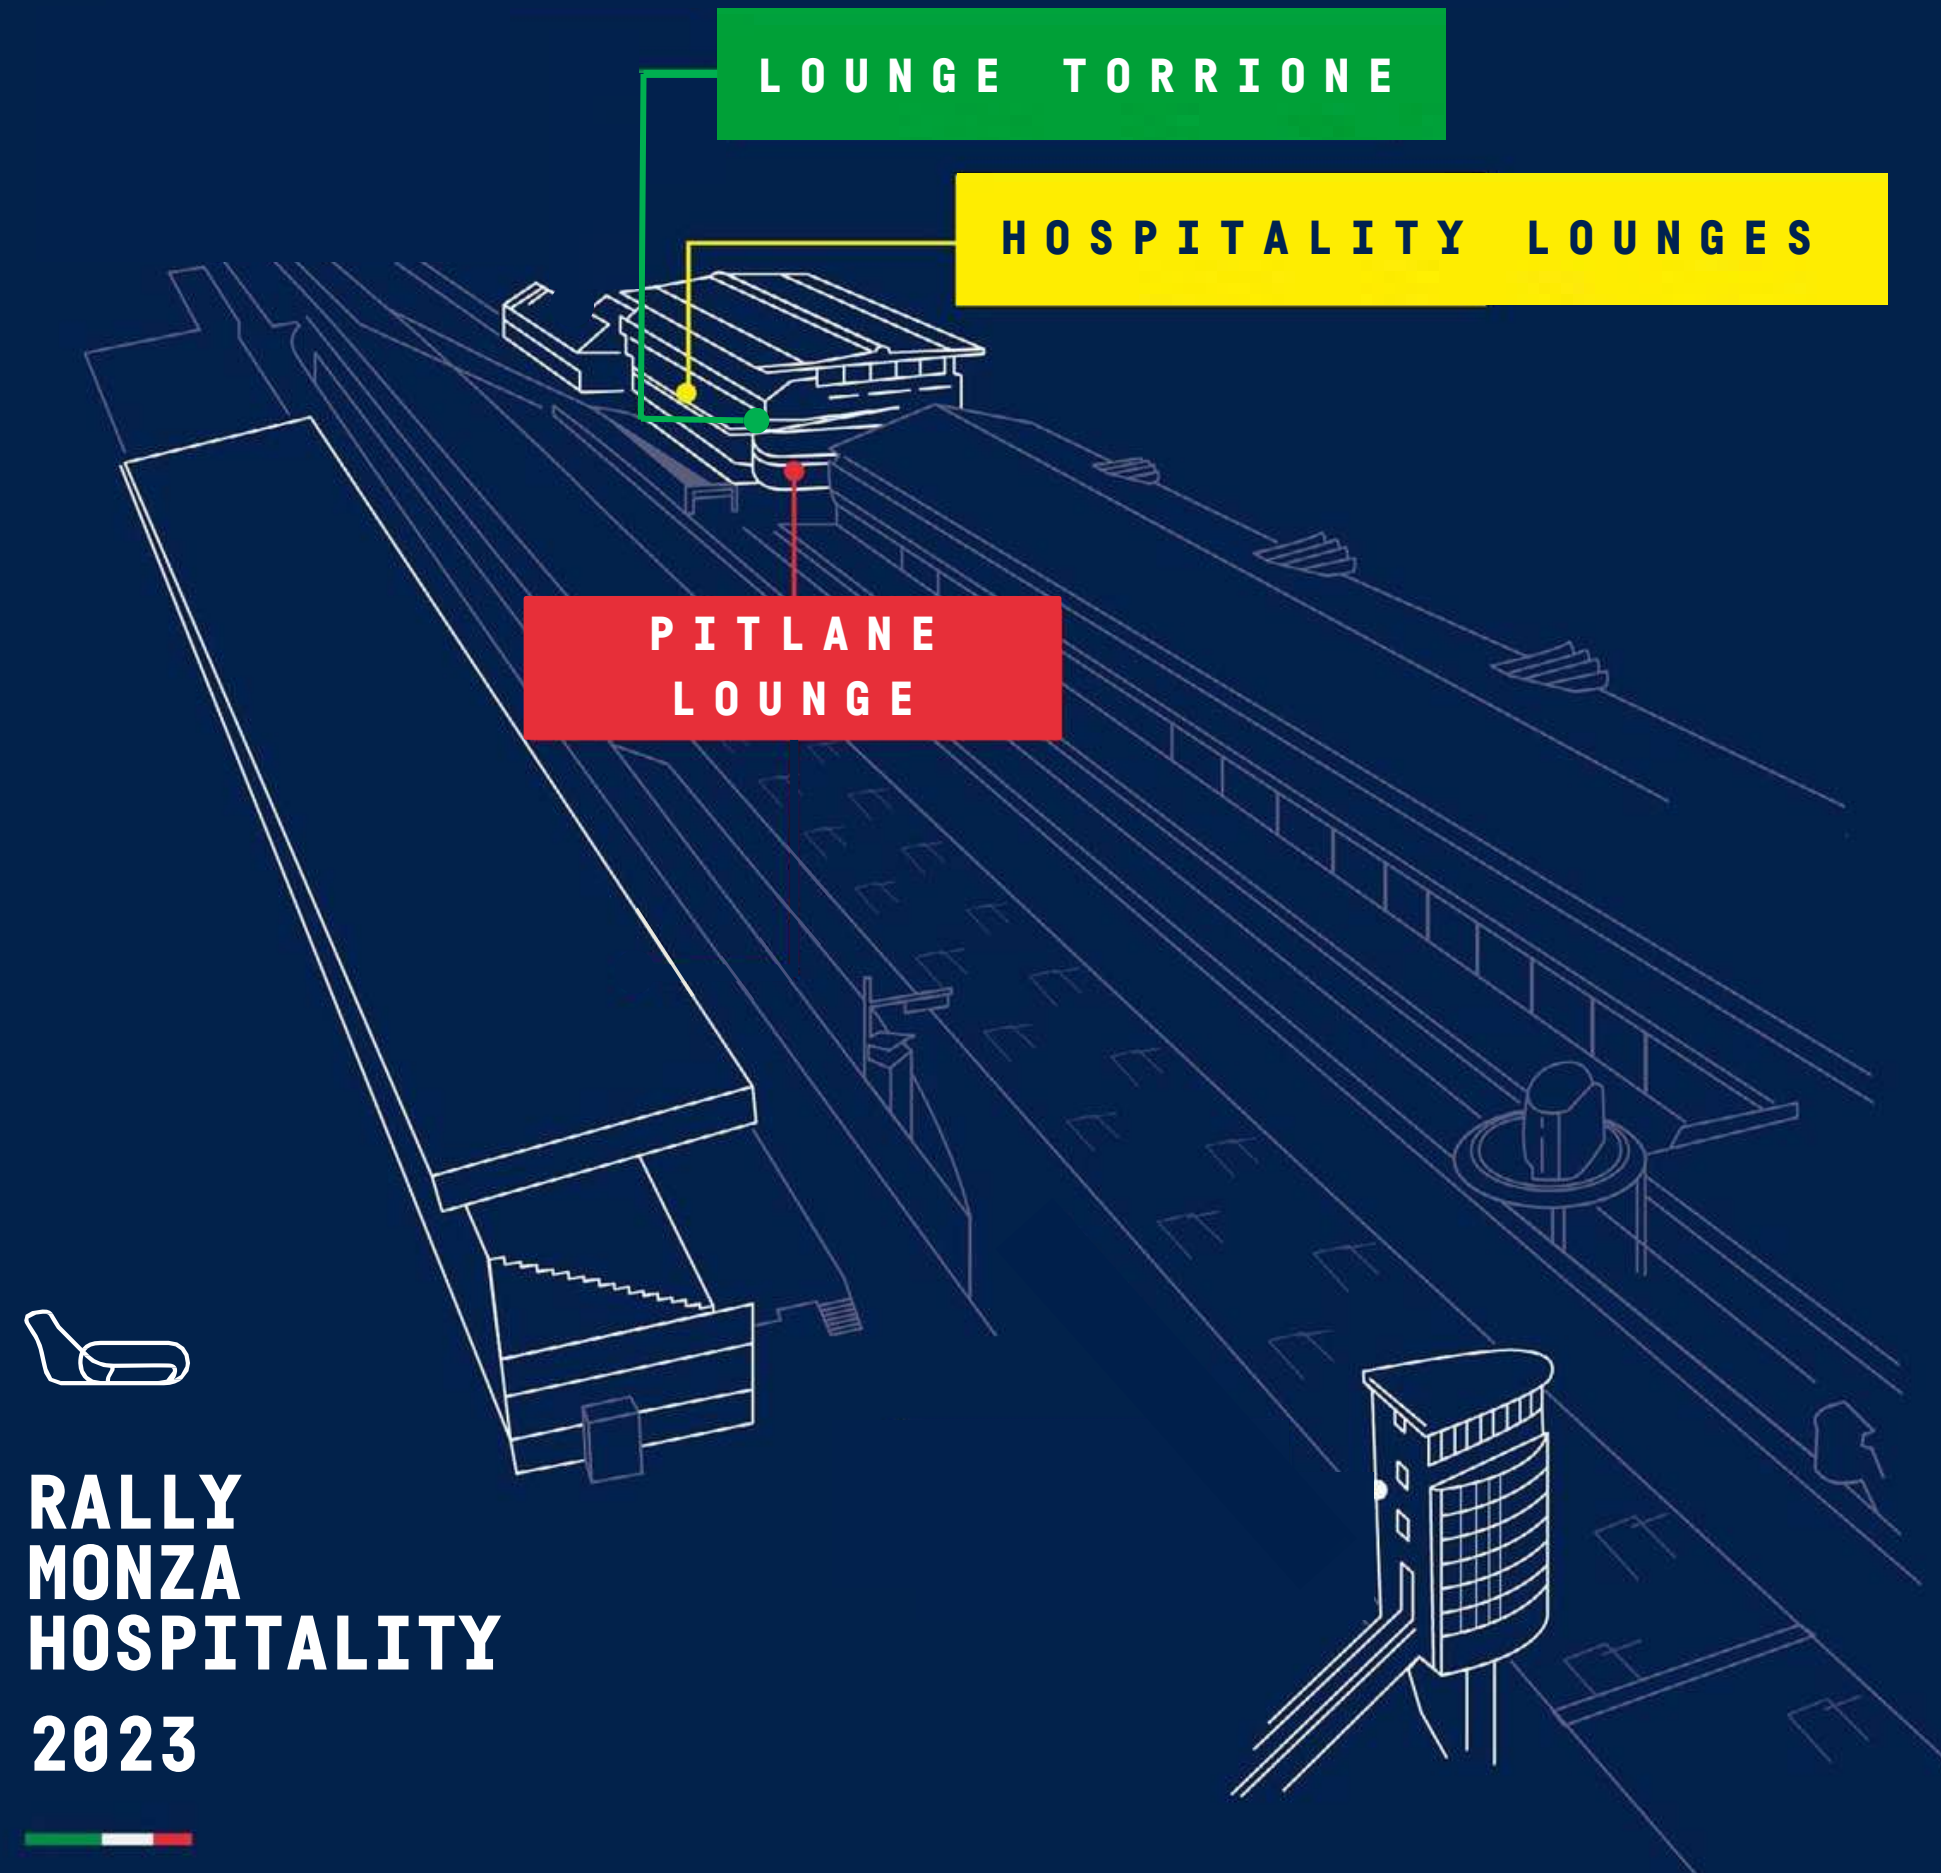 LOUNGE TORRIONE
HOSPITALITY LOUNGES
PITLANE
LOUNGE
RALLY
MONZA
HOSPITALITY
2023